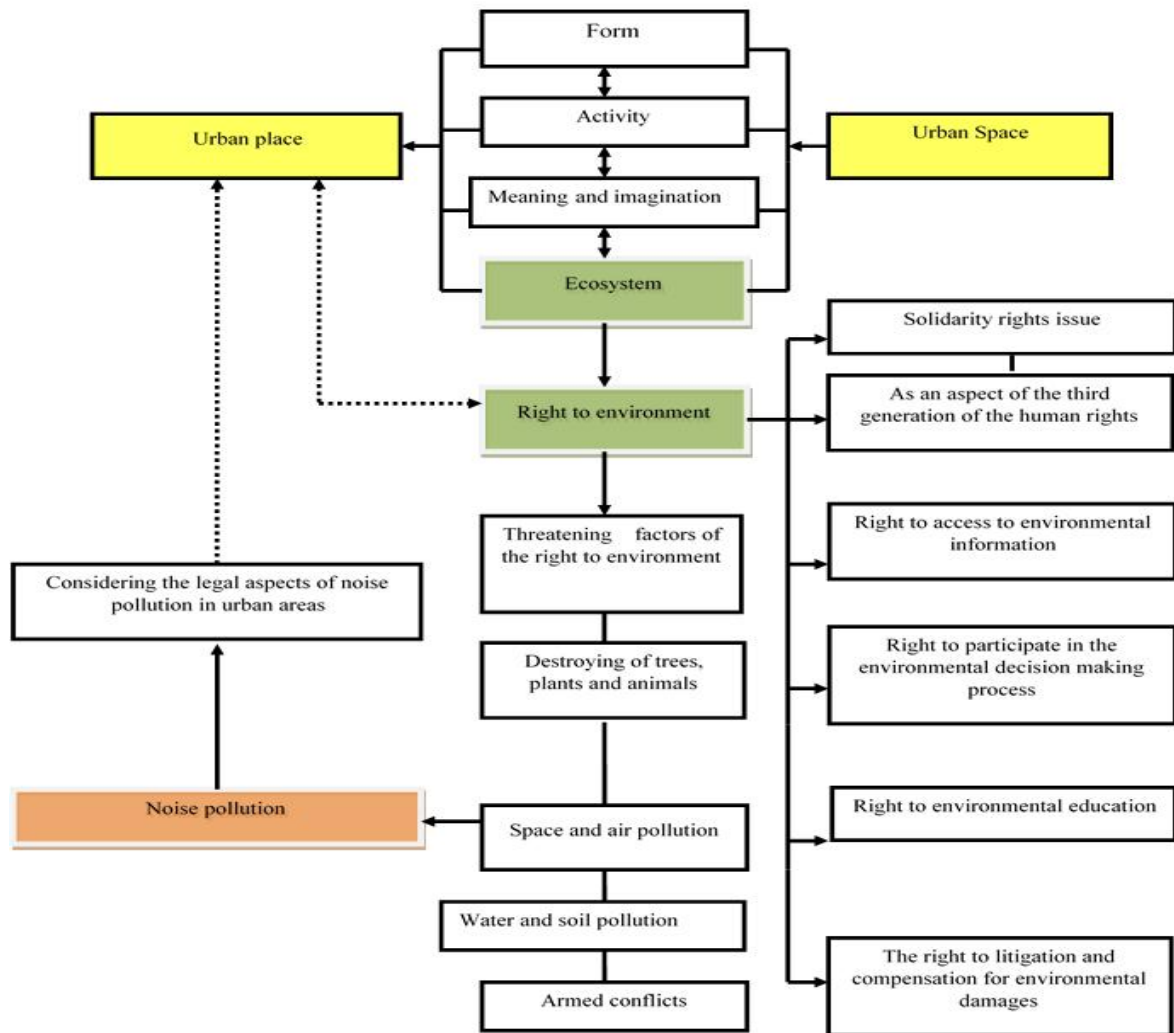 Form
Activity
Urban place
Urban Space
Meaning and imagination
Ecosystem
Solidarity rights issue
Right to environment
As an aspect of the third
generation of the human rights
Threatening factors of
the right to environment
Right to access to environmental
information
Considering the legal aspects of noise
pollution in urban areas
Destroying of trees,
plants and animals
Right to participate in the
environmental decision making
process
Noise pollution
Space and air pollution
Right to environmental education
Water and soil pollution
Armed conflicts
The right to litigation and
compensation for environmental
damages